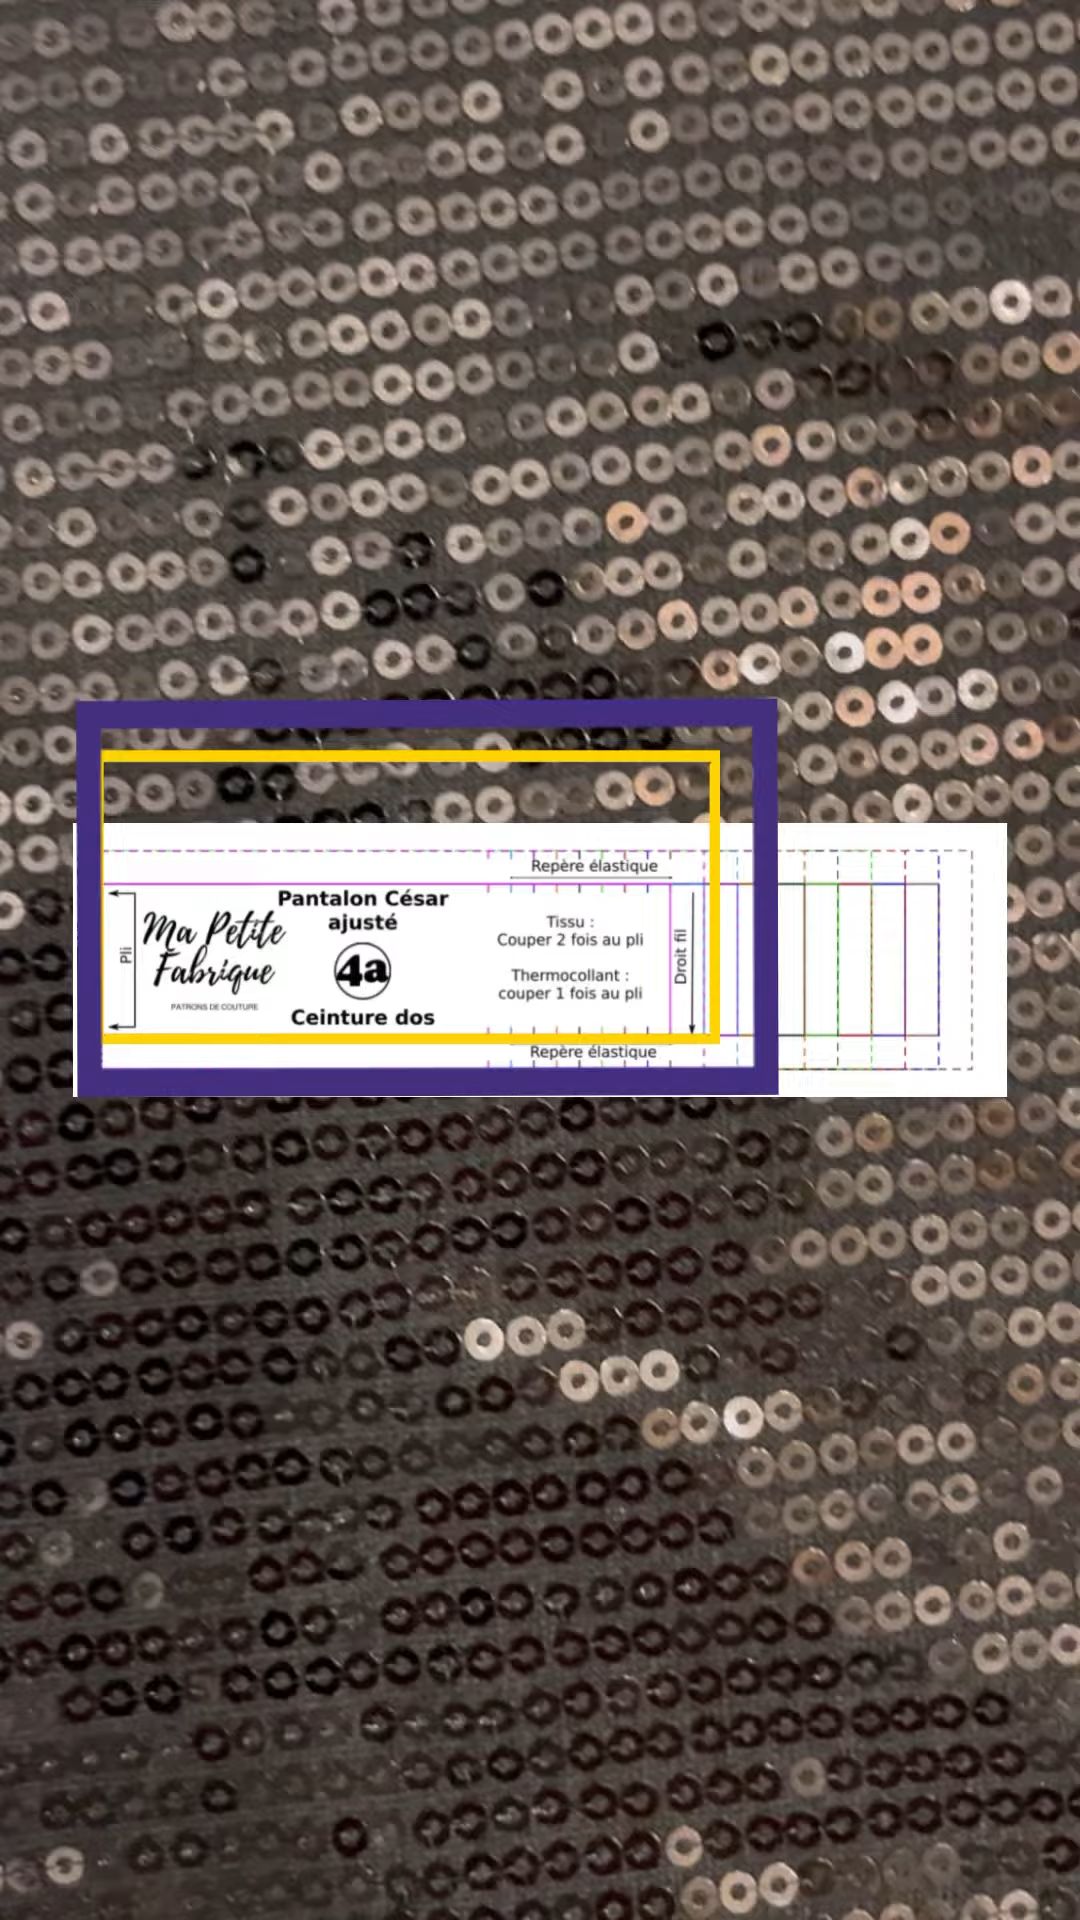 Repère élastique
Pli
Ma Petite
Fabrique
PATRONS DE COUTURE
Pantalon César
ajusté
4a
Ceinture dos
Tissu :
Couper 2 fois au pli
Thermocollant :
couper 1 fois au pli
Droit fil
Repère élastique